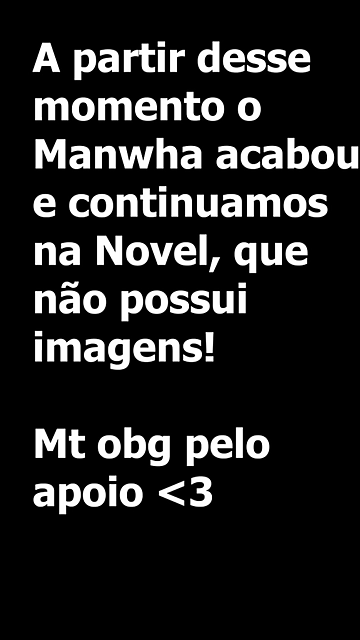 A partir desse
momento o
Manwha acabou
e continuamos
na Novel, que
não possui
imagens!
Mt obg pelo
apoio <3